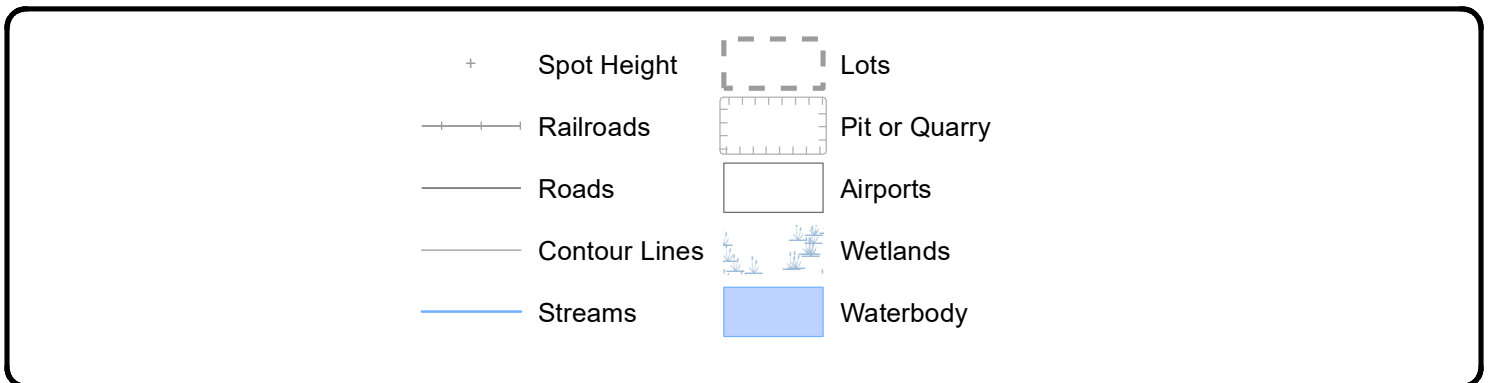 Spot Height
Railroads
Roads
Contour Lines
Streams
Lots
Pit or Quarry
Airports
Wetlands
Waterbody